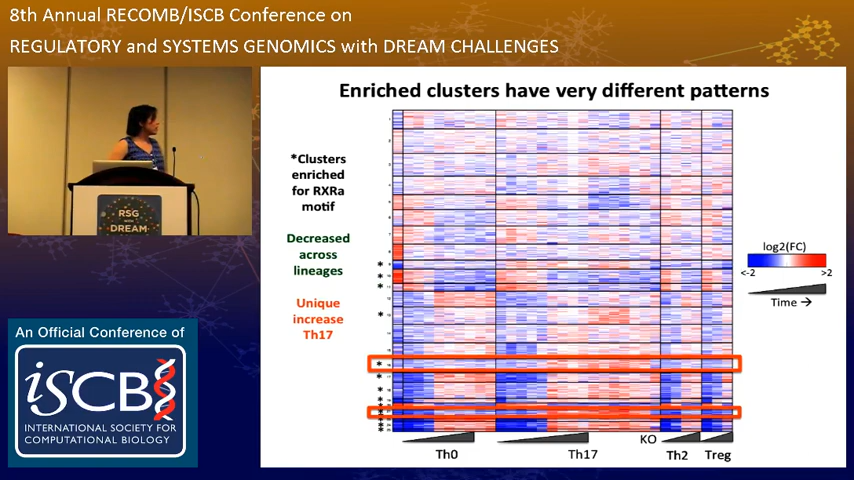 8th Annual RECOMB/ISCB Conference on
REGULATORY and SYSTEMS GENOMICS with DREAM CHALLENGES
RSG
with
DREAM
An Official Conference of
iSCB
INTERNATIONAL SOCIETY FOR
COMPUTATIONAL BIOLOGY
Enriched clusters have very different patterns
*Clusters
enriched
for RXRa
motif
Decreased
across
lineages
Unique
increase
Th17
log2(FC)
<-2 >2
Time →
KO
Th0 Th17 Th2 Treg